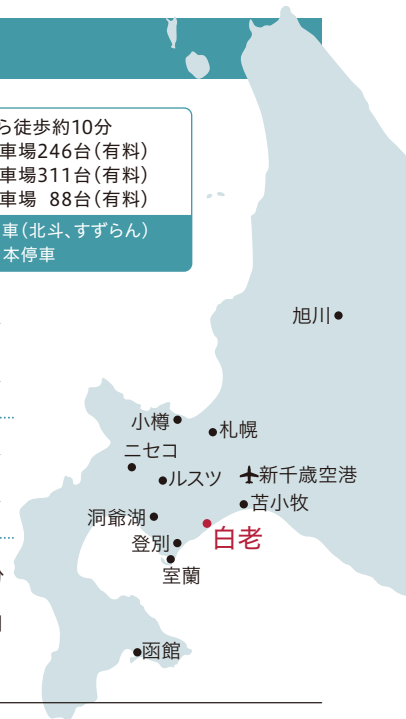 ら徒歩約10分
車場246台(有料)
車場311台(有料)
車場 88台(有料)
車(北斗、すずらん)
本停車
旭川
小樽
札幌
ニセコ
ルスツ
新千歳空港
苫小牧
洞爺湖
白老
登別
室蘭
函館